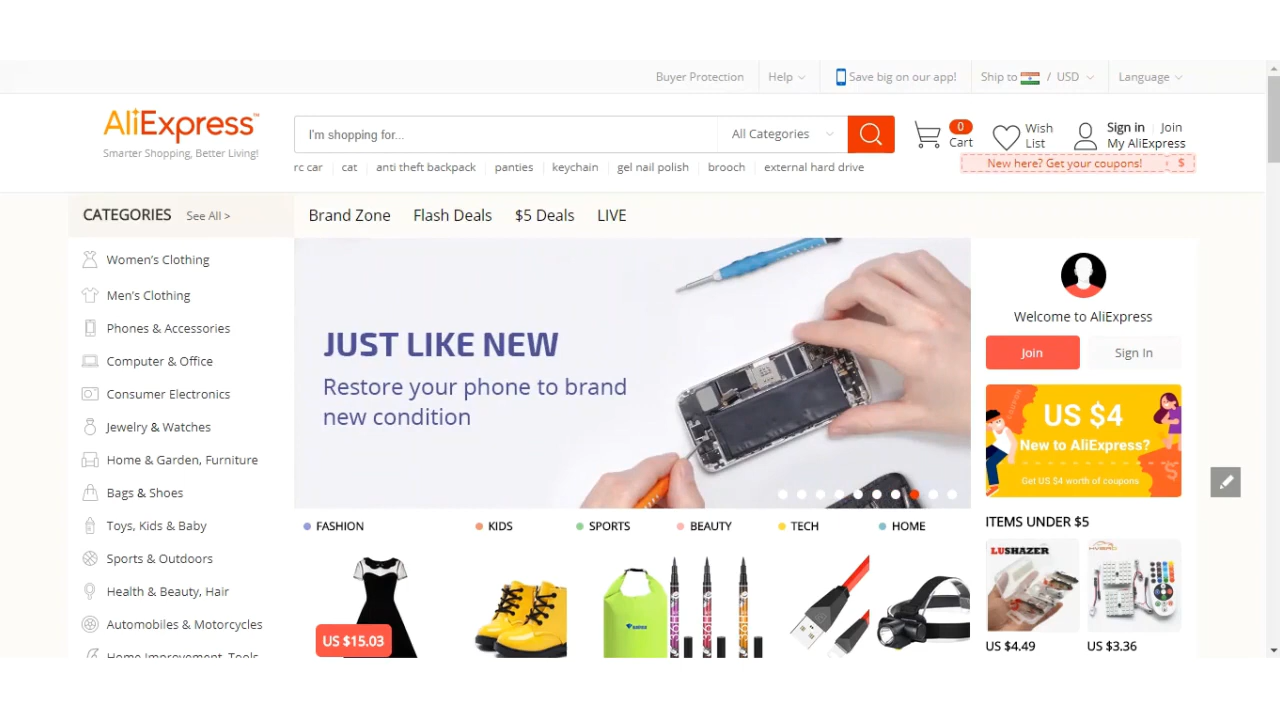 Buyer Protection
Help
Save big on our app!
Ship to / USD
Language
AliExpress™
Smarter Shopping, Better Living!
I'm shopping for...
All Categories
0
Cart
Wish
List
Sign in
Join
My AliExpress
New here? Get your coupons!
$
rc car
cat
anti theft backpack
panties
keychain
gel nail polish
brooch
external hard drive
CATEGORIES
See All >
Brand Zone
Flash Deals
$5 Deals
LIVE
Women's Clothing
Men's Clothing
Phones & Accessories
Computer & Office
Consumer Electronics
Jewelry & Watches
Home & Garden, Furniture
Bags & Shoes
Toys, Kids & Baby
Sports & Outdoors
Health & Beauty, Hair
Automobiles & Motorcycles
Home Improvement, Tools
JUST LIKE NEW
Restore your phone to brand
new condition
Welcome to AliExpress
Join
Sign In
US $4
New to AliExpress?
Get US $4 worth of coupons
FASHION
KIDS
SPORTS
BEAUTY
TECH
HOME
US $15.03
ITEMS UNDER $5
LUSHAZER
US $4.49
US $3.36